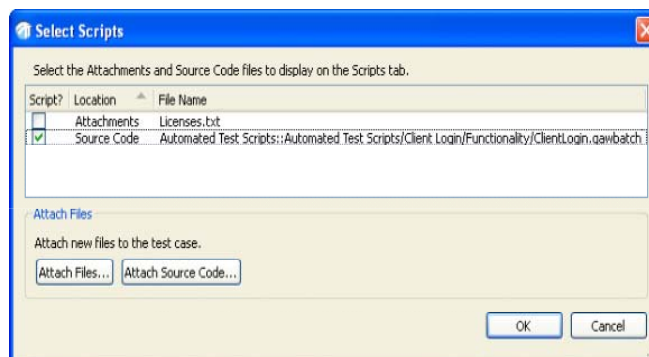 Select Scripts
Select the Attachments and Source Code files to display on the Scripts tab.
Script? Location File Name
Attachments Licenses.txt
Source Code Automated Test Scripts::Automated Test Scripts/Client Login/Functionality/ClientLogin.qawbatch
Attach Files
Attach new files to the test case.
Attach Files... Attach Source Code...
OK Cancel